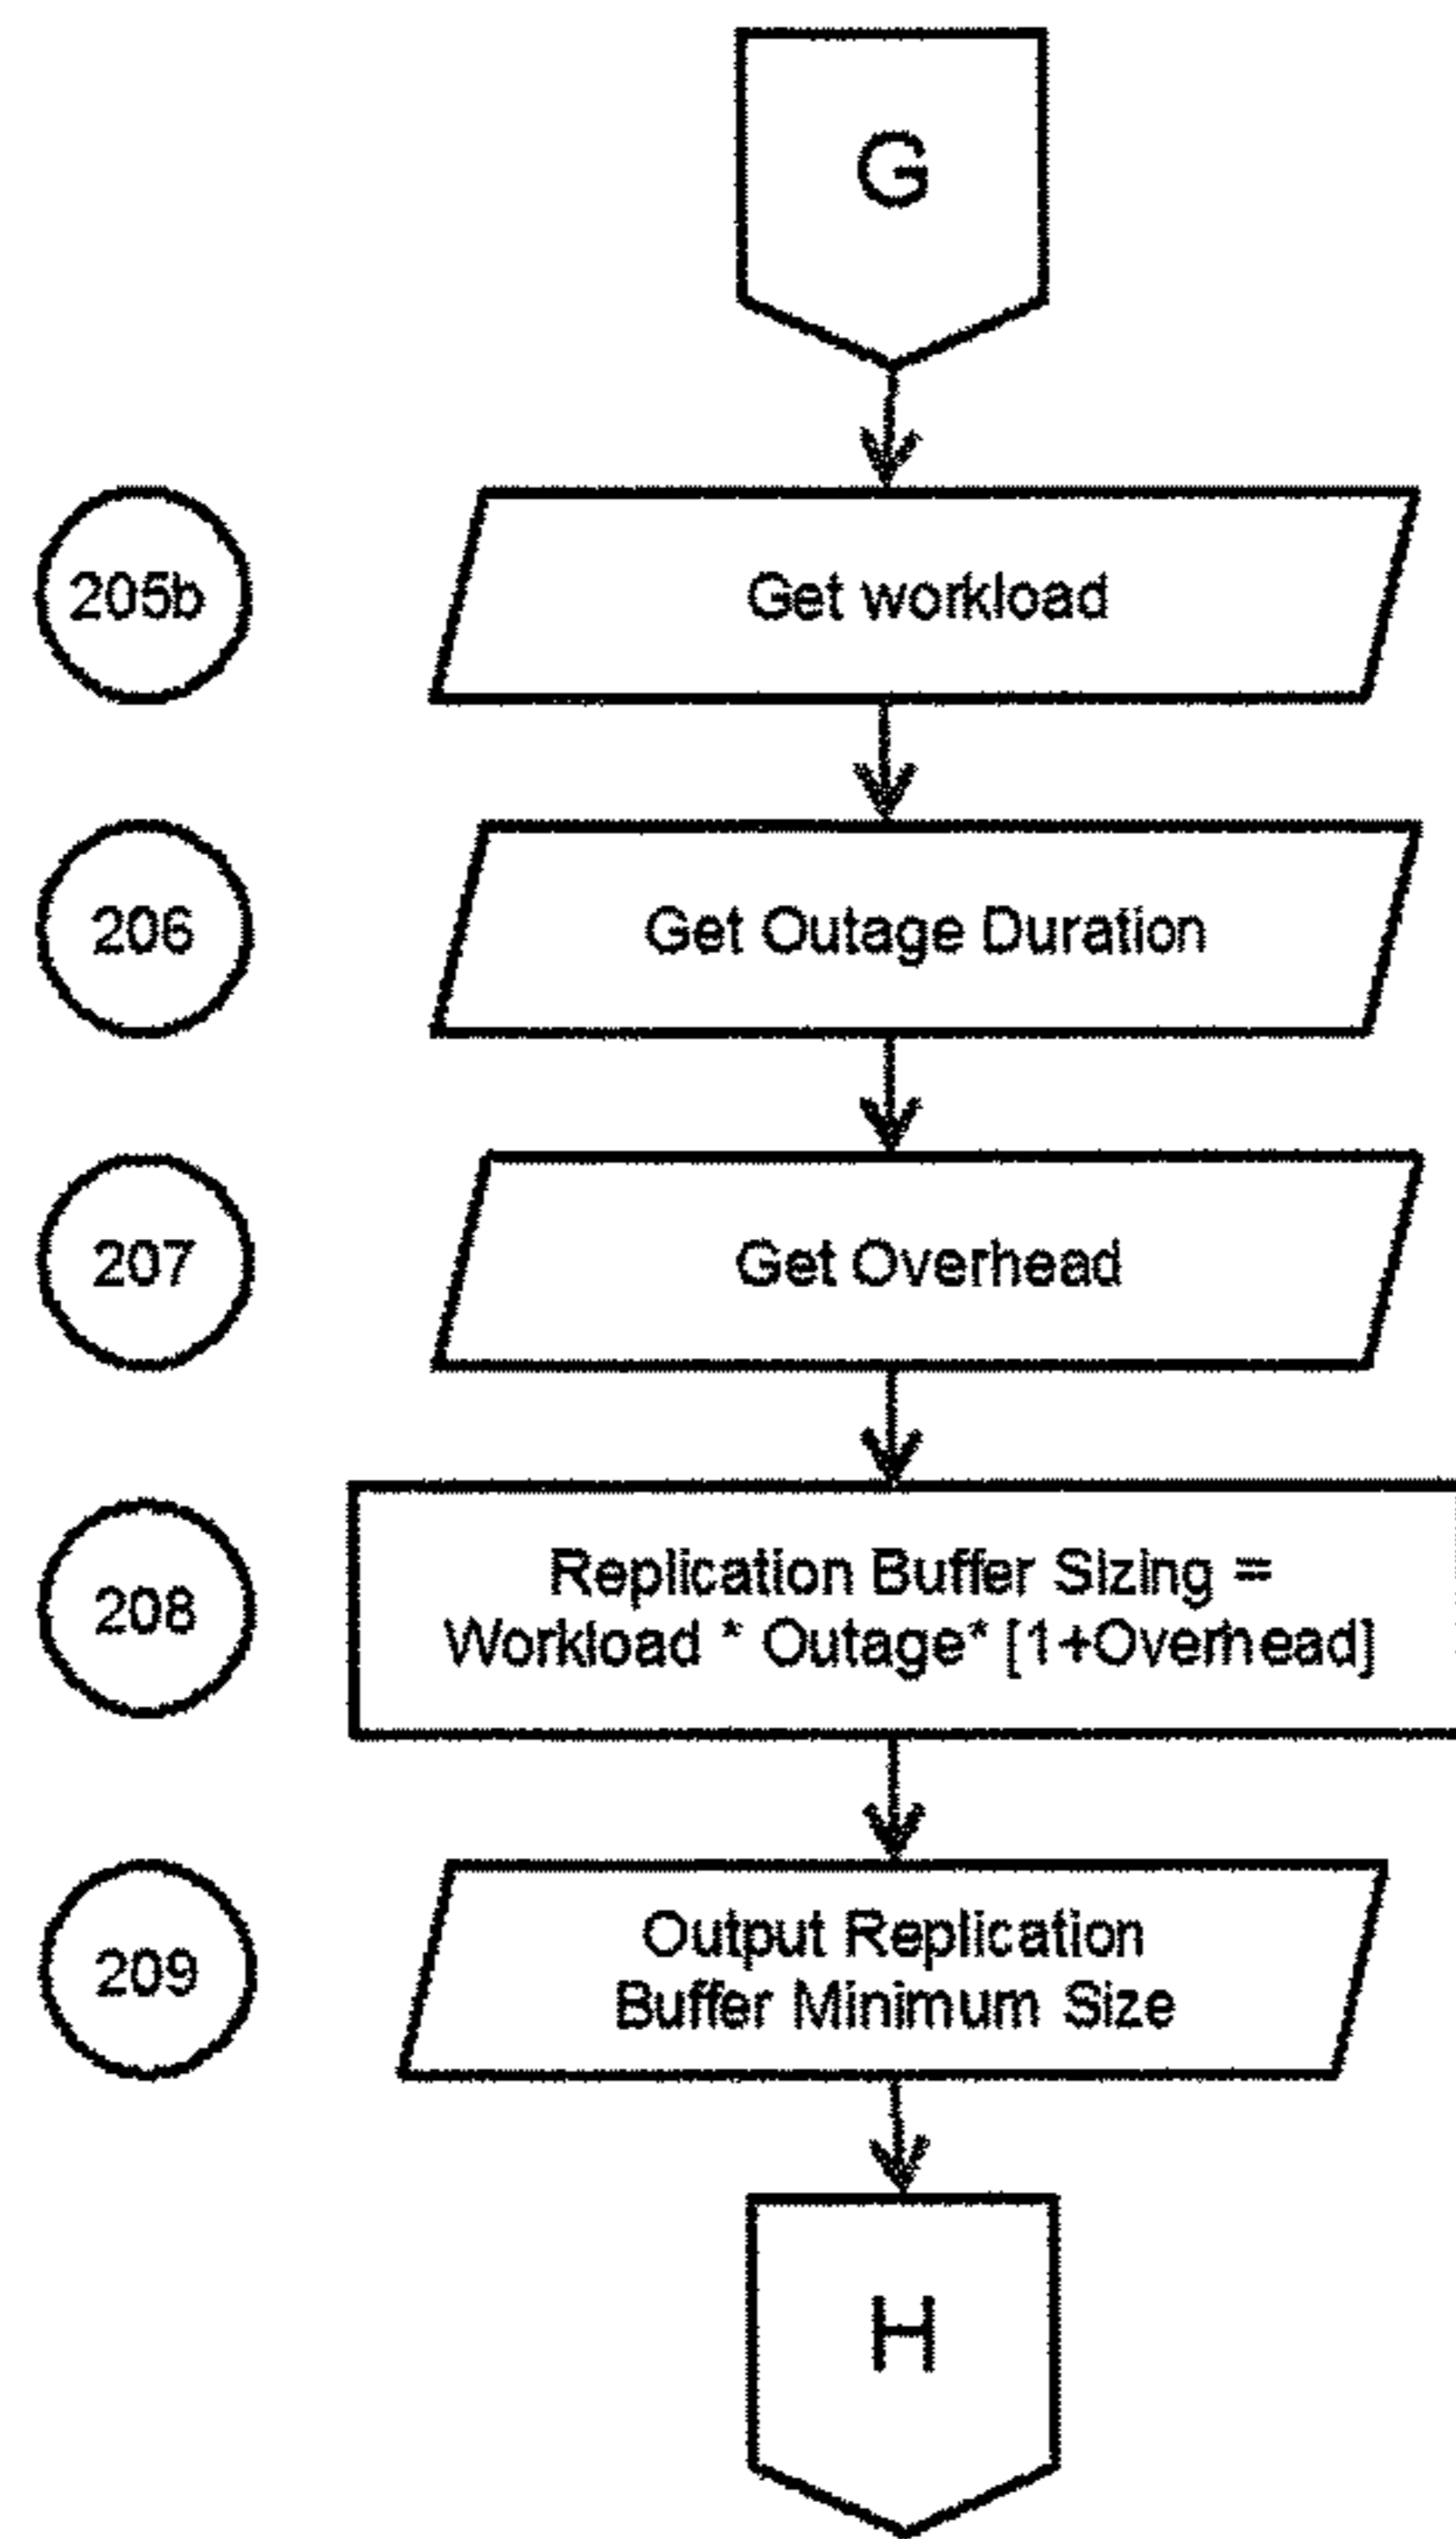 G
205b
Get workload
206
Get Outage Duration
207
Get Overhead
208
Replication Buffer Sizing =
Workload * Outage* [1+Overhead]
209
Output Replication
Buffer Minimum Size
H